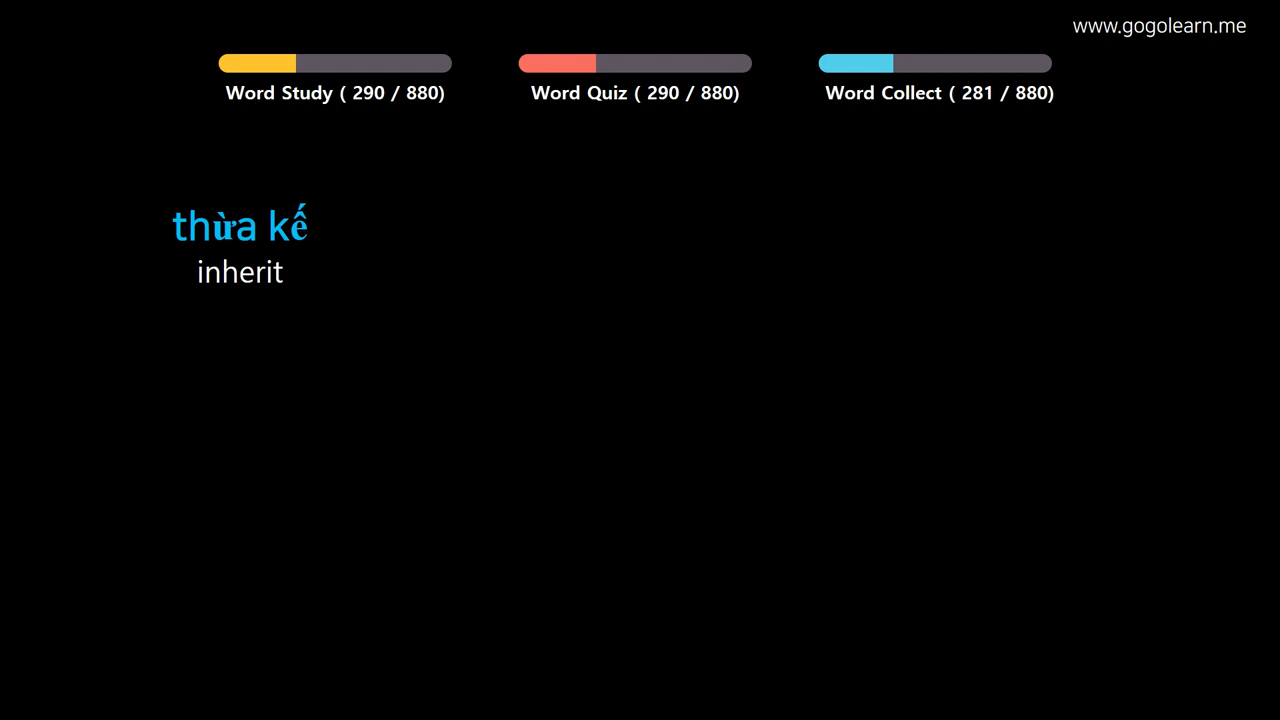 www.gogolearn.me
Word Study ( 290 / 880)
Word Quiz ( 290 / 880)
Word Collect ( 281 / 880)
thừa kế
inherit